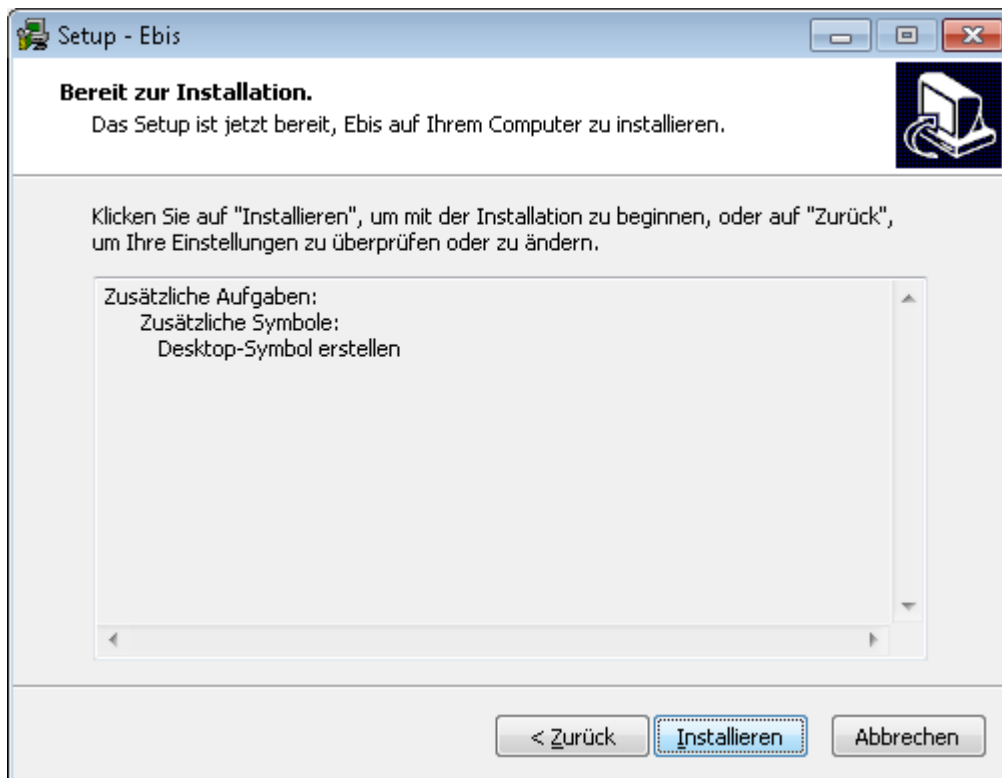 Setup - Ebis
Bereit zur Installation.
Das Setup ist jetzt bereit, Ebis auf Ihrem Computer zu installieren.
Klicken Sie auf "Installieren", um mit der Installation zu beginnen, oder auf "Zurück",
um Ihre Einstellungen zu überprüfen oder zu ändern.
Zusätzliche Aufgaben:
Zusätzliche Symbole:
Desktop-Symbol erstellen
< Zurück
Installieren
Abbrechen